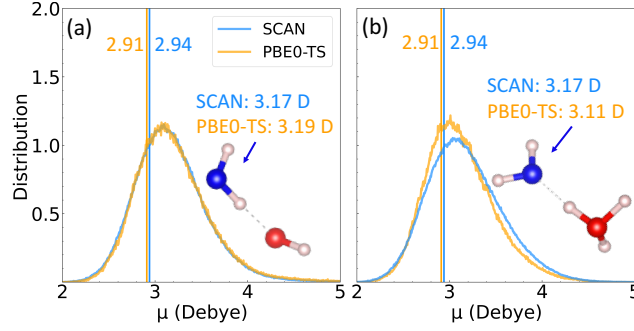 2.0
1.5
1.0
0.5
Distribution
(a)
2.91
2.94
SCAN
PBE0-TS
SCAN: 3.17 D
PBE0-TS: 3.19 D
2
3
4
5
μ (Debye)
(b)
2.91
2.94
SCAN: 3.17 D
PBE0-TS: 3.11 D
2
3
4
5
μ (Debye)